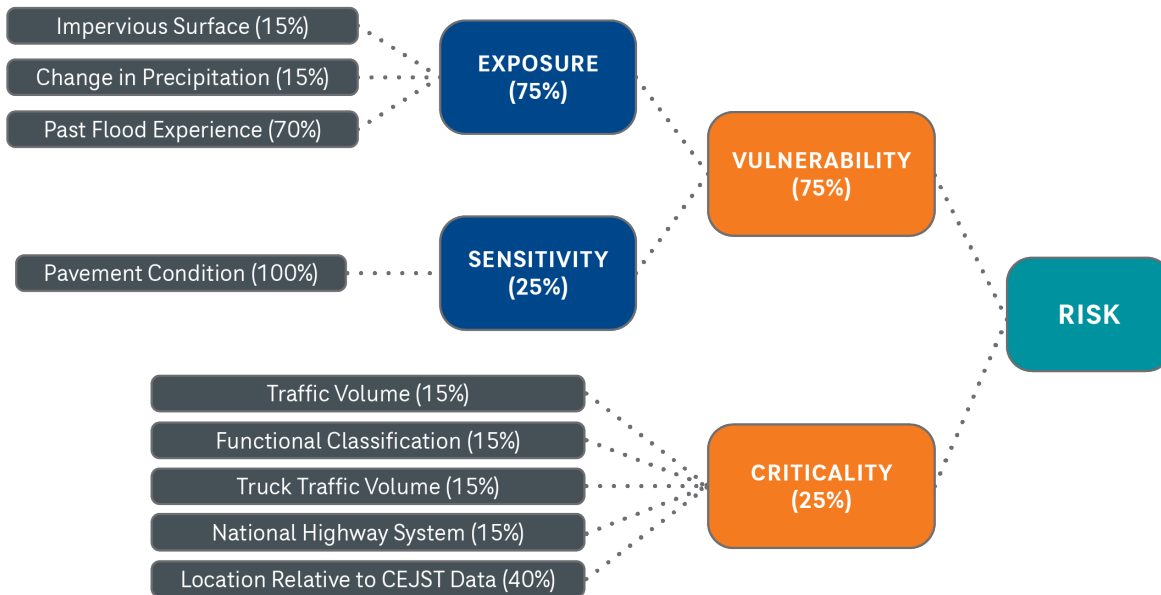 Impervious Surface (15%)
Change in Precipitation (15%)
Past Flood Experience (70%)
EXPOSURE
(75%)
Pavement Condition (100%)
SENSITIVITY
(25%)
VULNERABILITY
(75%)
Traffic Volume (15%)
Functional Classification (15%)
Truck Traffic Volume (15%)
National Highway System (15%)
Location Relative to CEJST Data (40%)
CRITICALITY
(25%)
RISK